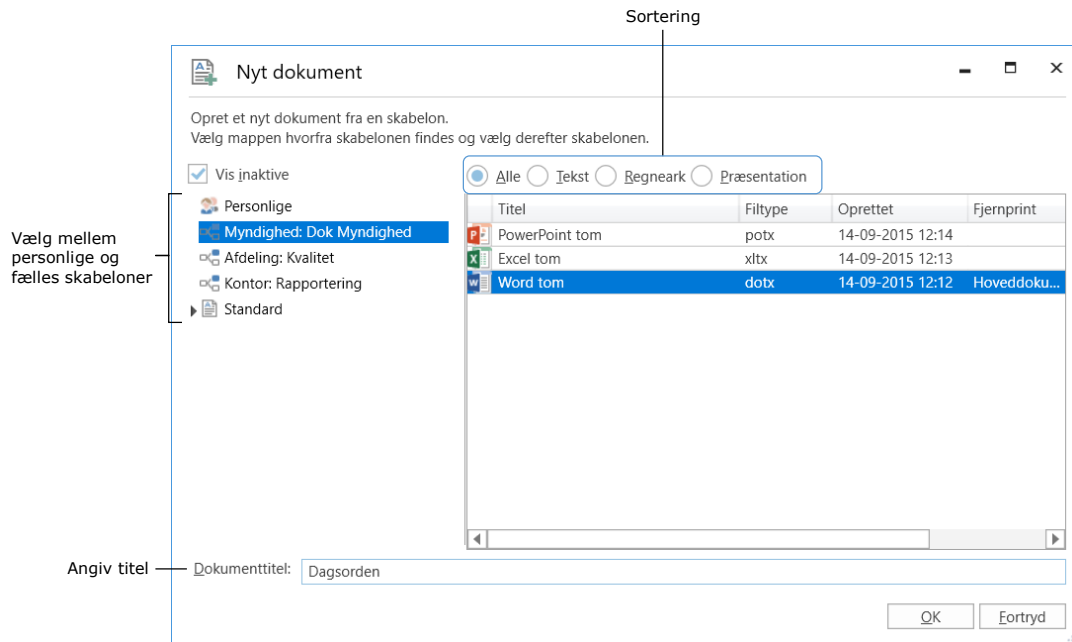 Sortering
Nyt dokument
Opret et nyt dokument fra en skabelon.
Vælg mappen hvorfra skabelonen findes og vælg derefter skabelonen.
Vis inaktive
Alle Tekst Regneark Præsentation
Vælg mellem
personlige og
fælles skabeloner
Personlige
Myndighed: Dok Myndighed
Afdeling: Kvalitet
Kontor: Rapportering
Standard
Titel Filtype Oprettet Fjernprint
PowerPoint tom potx 14-09-2015 12:14
Excel tom xltx 14-09-2015 12:13
Word tom dotx 14-09-2015 12:12 Hoveddoku...
Angiv titel
Dokumenttitel: Dagsorden
OK Fortryd